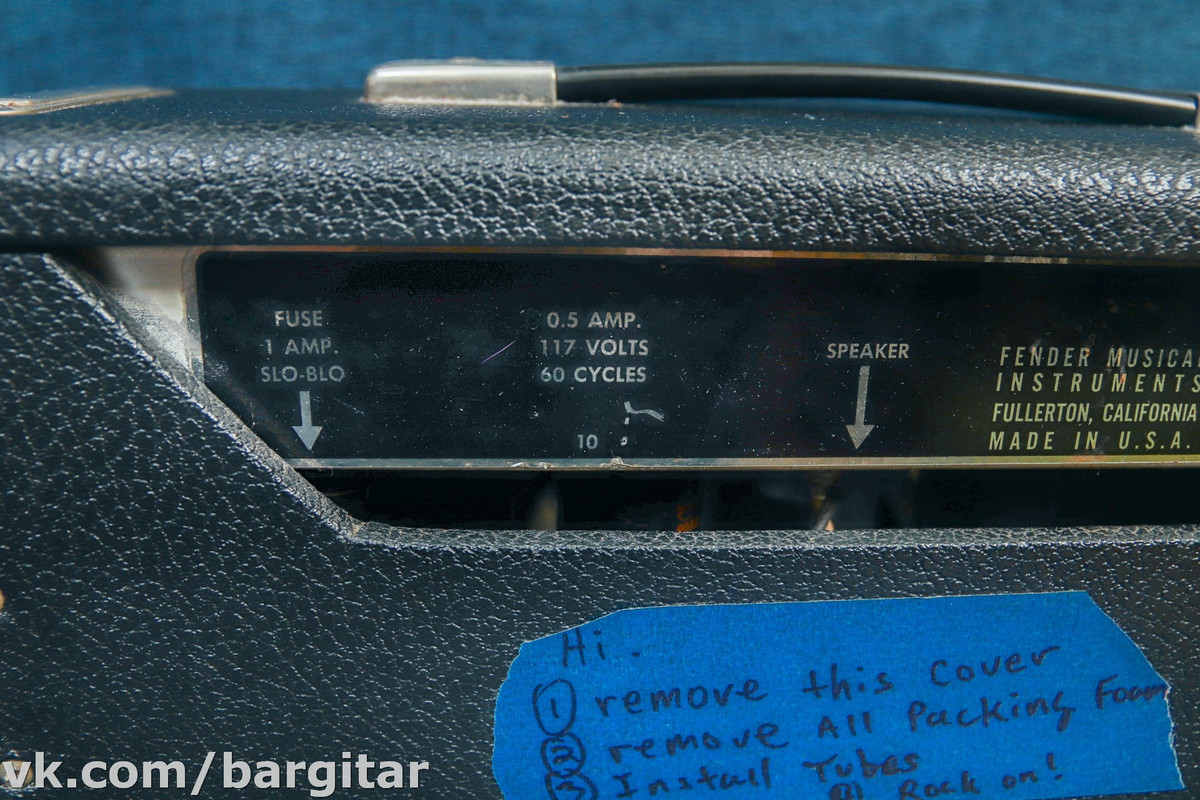 FUSE
1 AMP.
SLO-BLO
0.5 AMP.
117 VOLTS
60 CYCLES
10
SPEAKER
FENDER MUSICAL
INSTRUMENTS
FULLERTON, CALIFORNIA
MADE IN U.S.A.
Hi.
① remove this cover
② remove All Packing Foam
③ Install Tubes
④ Rock on!
vk.com/bargitar